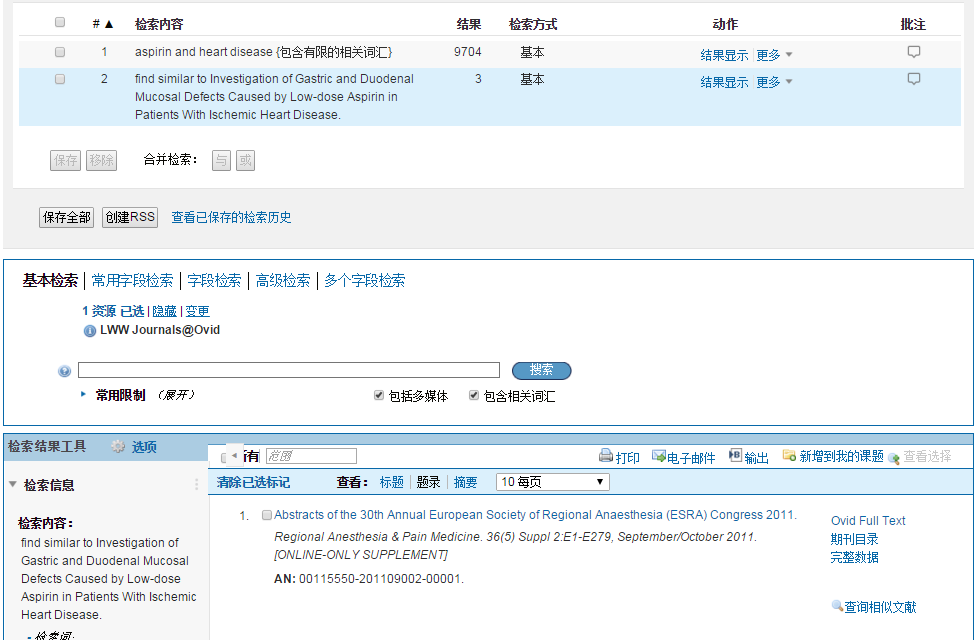 # ▲ 检索内容 结果 检索方式 动作 批注
1 aspirin and heart disease {包含有限的相关词汇} 9704 基本 结果显示 更多
2 find similar to Investigation of Gastric and Duodenal 3 基本 结果显示 更多
Mucosal Defects Caused by Low-dose Aspirin in
Patients With Ischemic Heart Disease.
保存 移除 合并检索： 与 或
保存全部 创建RSS 查看已保存的检索历史
基本检索 | 常用字段检索 | 字段检索 | 高级检索 | 多个字段检索
1 资源 已选 | 隐藏 | 变更
LWW Journals@Ovid
搜索
常用限制 （展开） 包括多媒体 包含相关词汇
检索结果工具 选项
所有 范围 打印 电子邮件 输出 新增到我的课题 查看选择
清除已选标记 查看： 标题 | 题录 | 摘要 10 每页
检索信息
检索内容：
find similar to Investigation of
Gastric and Duodenal Mucosal
Defects Caused by Low-dose
Aspirin in Patients With Ischemic
Heart Disease.
- 检索词:
1. Abstracts of the 30th Annual European Society of Regional Anaesthesia (ESRA) Congress 2011.
Regional Anesthesia & Pain Medicine. 36(5) Suppl 2:E1-E279, September/October 2011.
[ONLINE-ONLY SUPPLEMENT]
AN: 00115550-201109002-00001.
Ovid Full Text
期刊目录
完整数据
查询相似文献